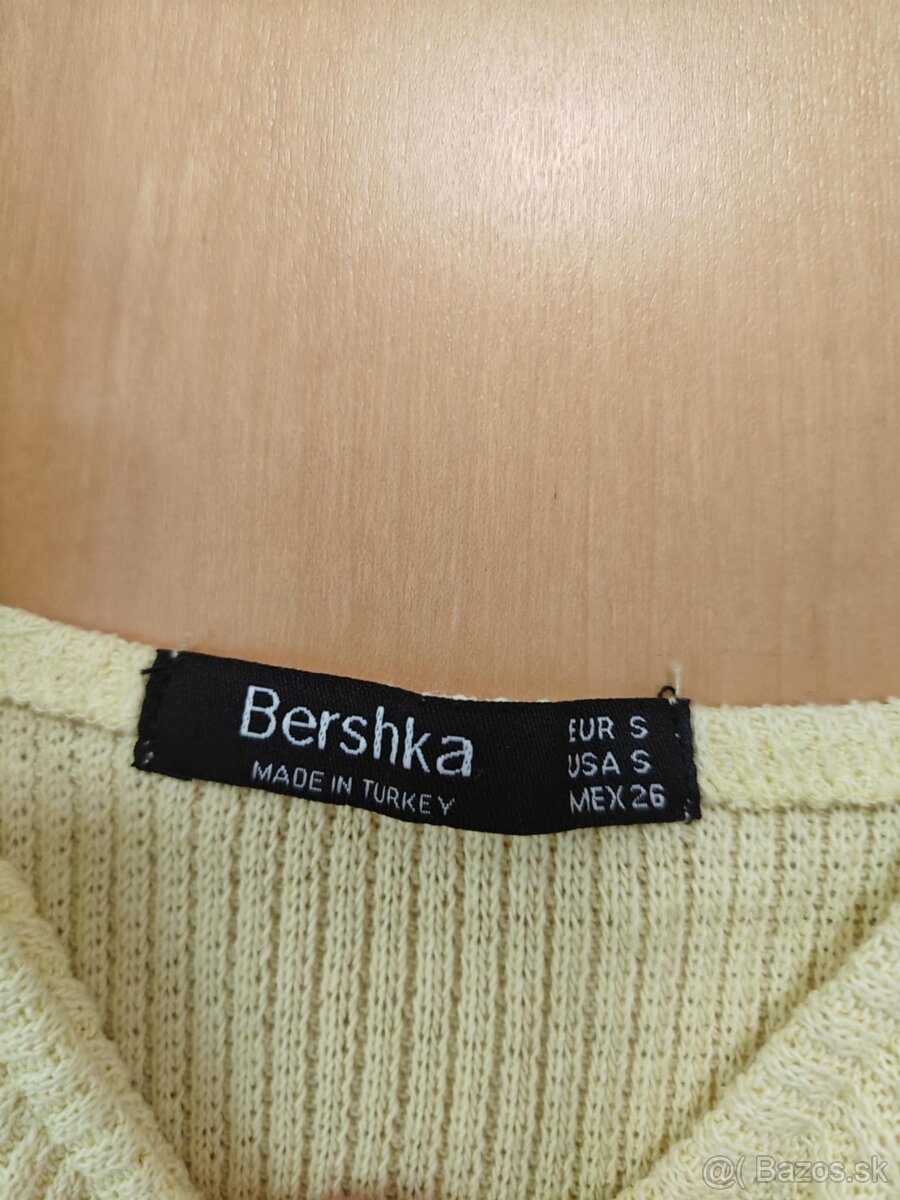 Bershka
MADE IN TURKEY
EUR S
USA S
MEX 26
@( Bazos.sk